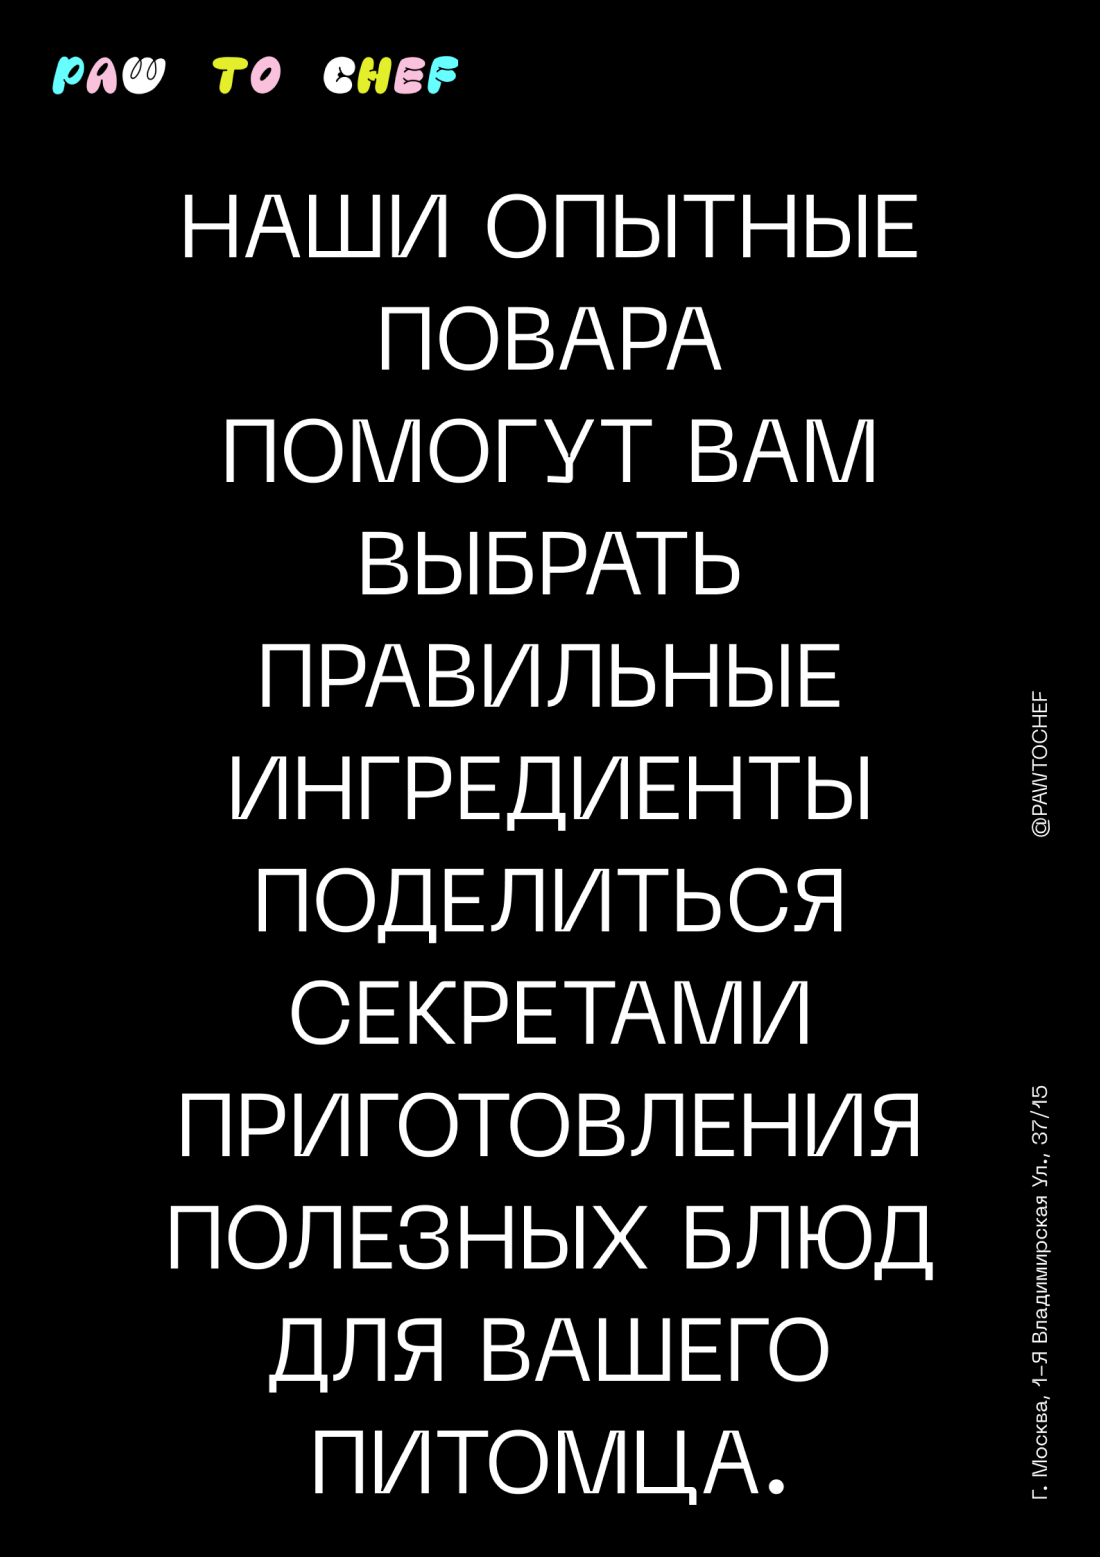 PAW TO CHEF
НАШИ ОПЫТНЫЕ
ПОВАРА
ПОМОГУТ ВАМ
ВЫБРАТЬ
ПРАВИЛЬНЫЕ
ИНГРЕДИЕНТЫ
ПОДЕЛИТЬСЯ
СЕКРЕТАМИ
ПРИГОТОВЛЕНИЯ
ПОЛЕЗНЫХ БЛЮД
ДЛЯ ВАШЕГО
ПИТОМЦА.
@PAWTOCHEF
Г. Москва, 1-Я Владимирская Ул., 37/15